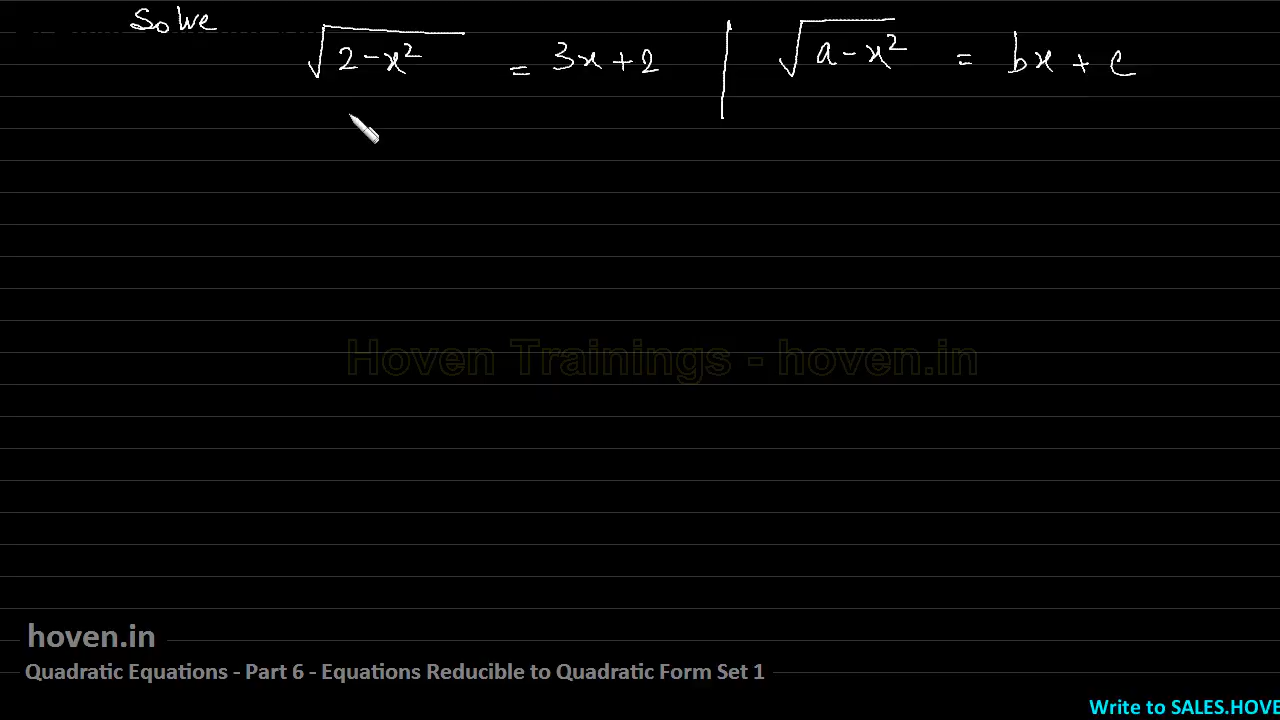 Solve
√(2-x²) = 3x+2 | √(a-x²) = bx + c
Hoven Trainings - hoven.in
hoven.in
Quadratic Equations - Part 6 - Equations Reducible to Quadratic Form Set 1
Write to SALES.HOVE